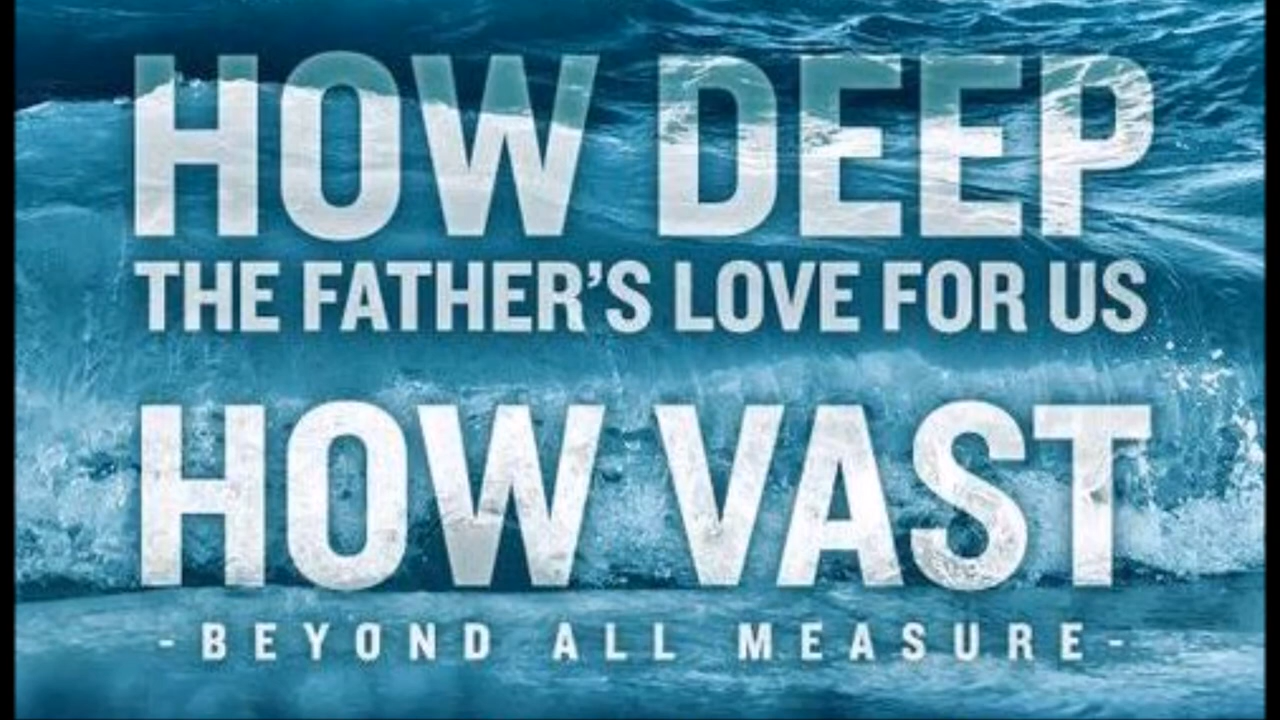 HOW DEEP
THE FATHER’S LOVE FOR US
HOW VAST
-BEYOND ALL MEASURE-